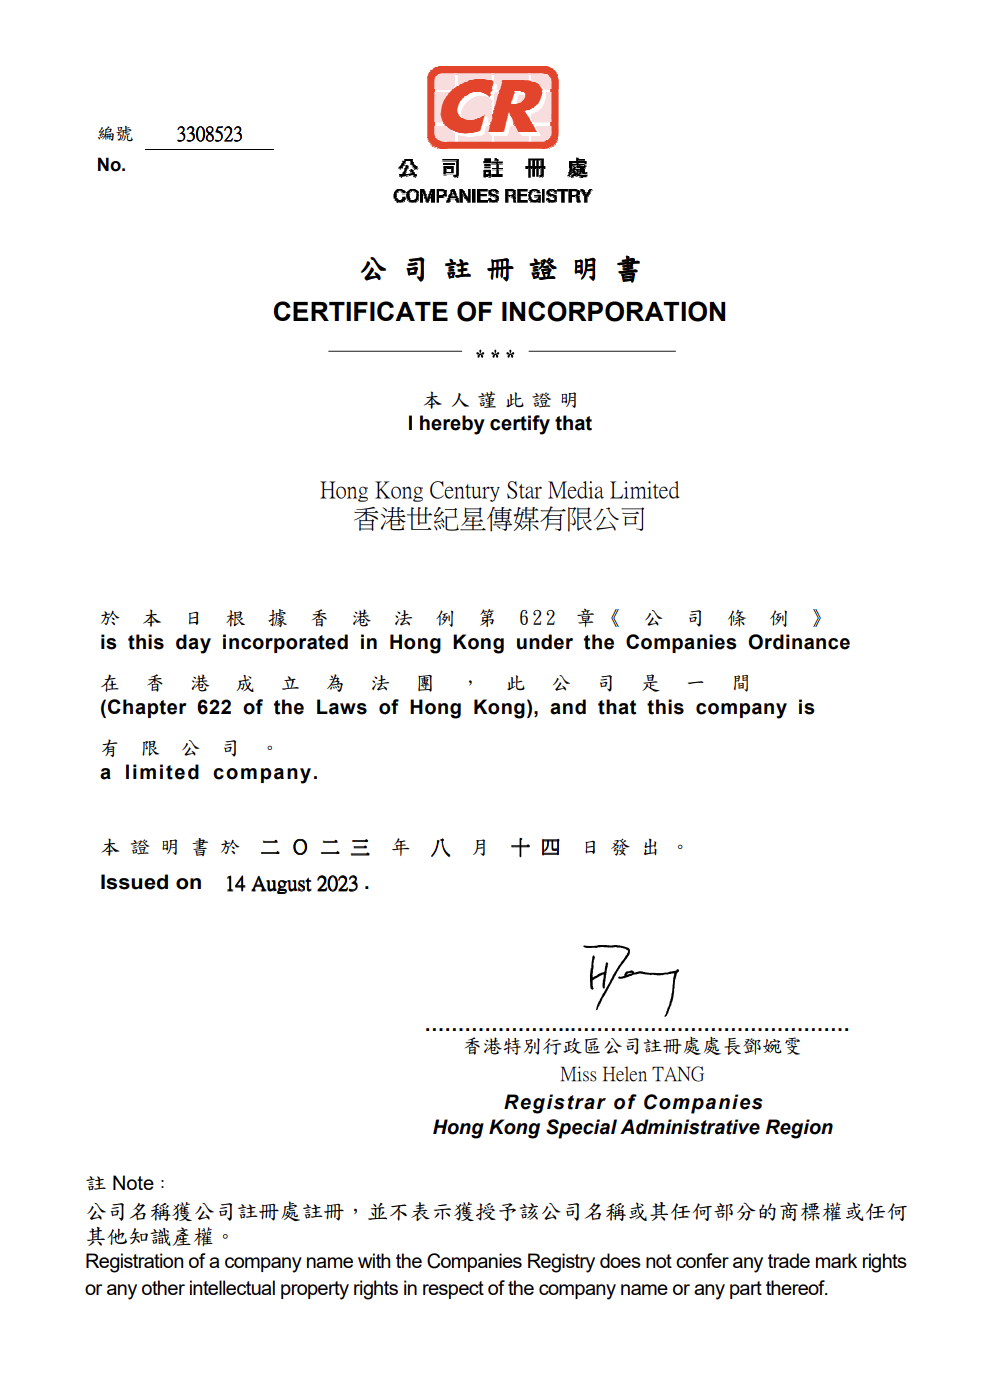 CR
公司註冊處
COMPANIES REGISTRY
編號 3308523
No.
公司註冊證明書
CERTIFICATE OF INCORPORATION
***
本人謹此證明
I hereby certify that
Hong Kong Century Star Media Limited
香港世紀星傳媒有限公司
於本日根據香港法例第622章《公司條例》
is this day incorporated in Hong Kong under the Companies Ordinance
在香港成立為法團，此公司是一間
(Chapter 622 of the Laws of Hong Kong), and that this company is
有限公司。
a limited company.
本證明書於二〇二三年八月十四日發出。
Issued on 14 August 2023 .
香港特別行政區公司註冊處處長鄧婉雯
Miss Helen TANG
Registrar of Companies
Hong Kong Special Administrative Region
註 Note :
公司名稱獲公司註冊處註冊，並不表示獲授予該公司名稱或其任何部分的商標權或任何
其他知識產權。
Registration of a company name with the Companies Registry does not confer any trade mark rights
or any other intellectual property rights in respect of the company name or any part thereof.